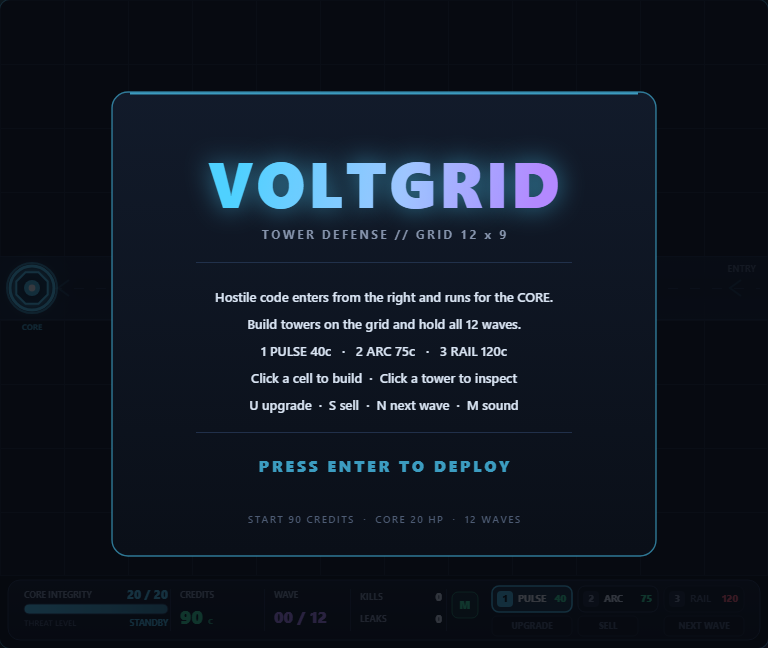 VOLTGRID
TOWER DEFENSE // GRID 12 x 9
Hostile code enters from the right and runs for the CORE.
Build towers on the grid and hold all 12 waves.
1 PULSE 40c · 2 ARC 75c · 3 RAIL 120c
Click a cell to build · Click a tower to inspect
U upgrade · S sell · N next wave · M sound
PRESS ENTER TO DEPLOY
START 90 CREDITS · CORE 20 HP · 12 WAVES
ENTRY
CORE
CORE INTEGRITY 20 / 20
THREAT LEVEL STANDBY
CREDITS
90 c
WAVE
00 / 12
KILLS 0
LEAKS 0
M
1 PULSE 40
2 ARC 75
3 RAIL 120
UPGRADE
SELL
NEXT WAVE